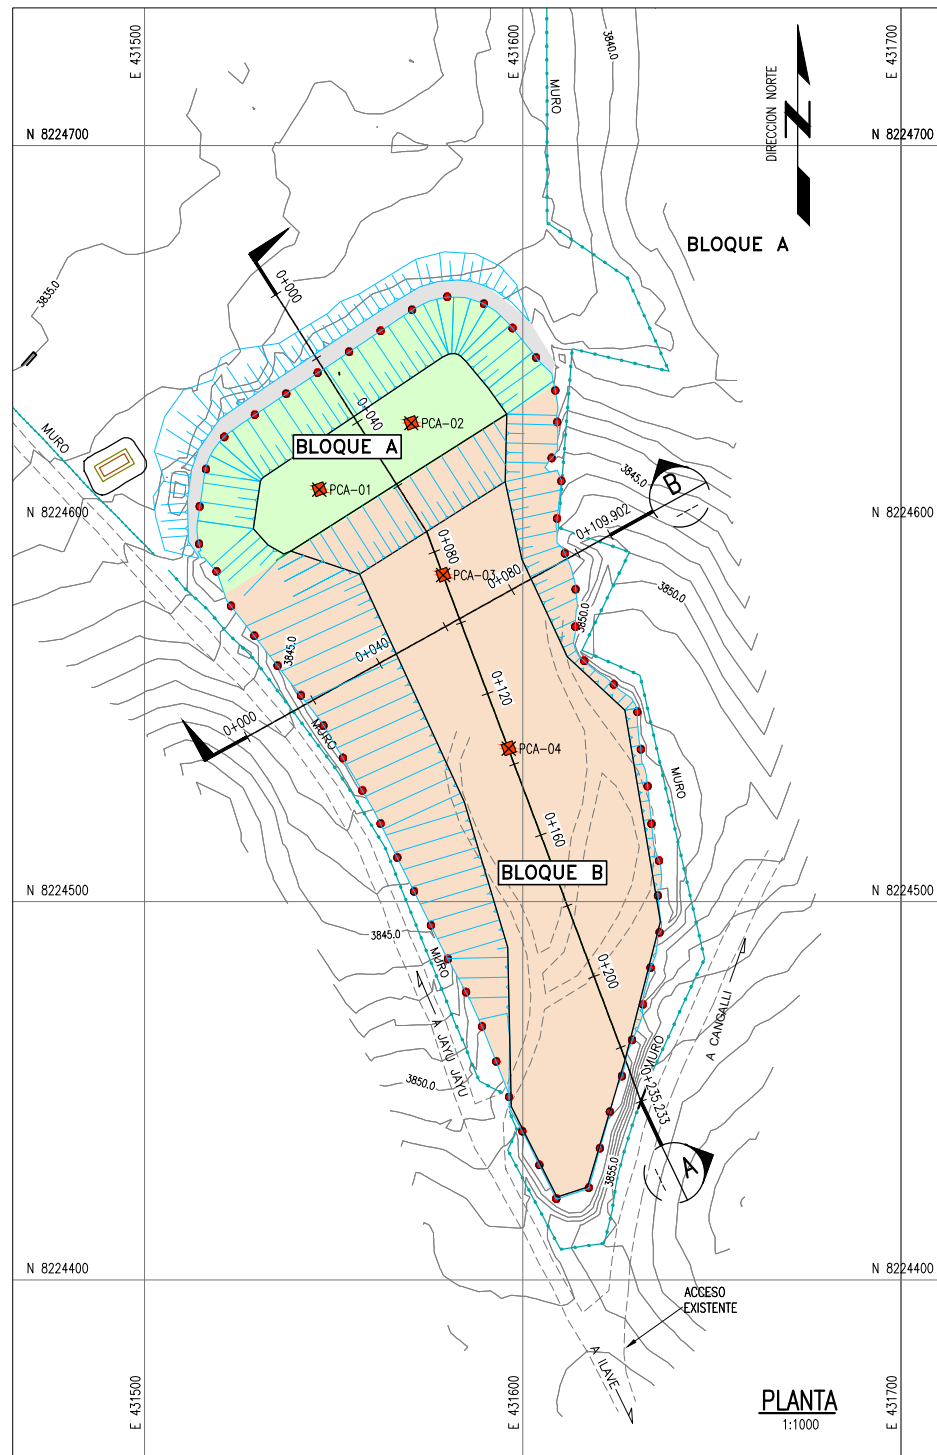 E 431500
E 431600
E 431700
3840.0
MURO
DIRECCION NORTE
N
N 8224700
N 8224700
BLOQUE A
3835.0
0+000
0+040
PCA-02
MURO
BLOQUE A
PCA-01
3845.0
B
N 8224600
N 8224600
0+109.902
0+080
PCA-03
0+080
3850.0
3850.0
3845.0
0+040
0+120
0+000
MURO
PCA-04
MURO
0+160
BLOQUE B
N 8224500
N 8224500
3845.0
MURO
0+200
A CANGALLI
A JAYU JAYU
MURO
3850.0
0+235.233
A
3855.0
N 8224400
N 8224400
ACCESO
EXISTENTE
A ILAVE
E 431500
E 431600
E 431700
PLANTA
1:1000